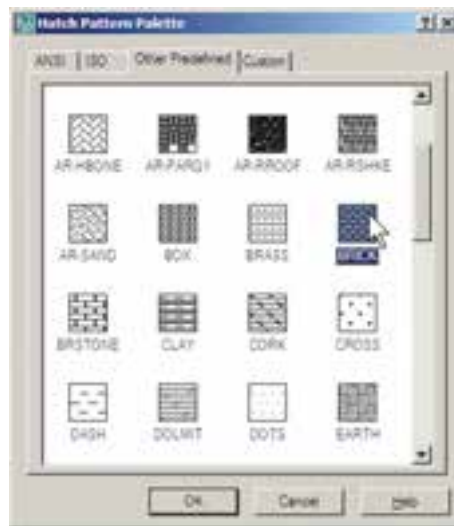 Hatch Pattern Palette
ANSI ISO Other Predefined Custom
AR-HBONE AR-PARQ1 AR-RROOF AR-RSHKE
AR-SAND BOX BRASS BRICK
BRSTONE CLAY CORK CROSS
DASH DOLMIT DOTS EARTH
OK Cancel Help